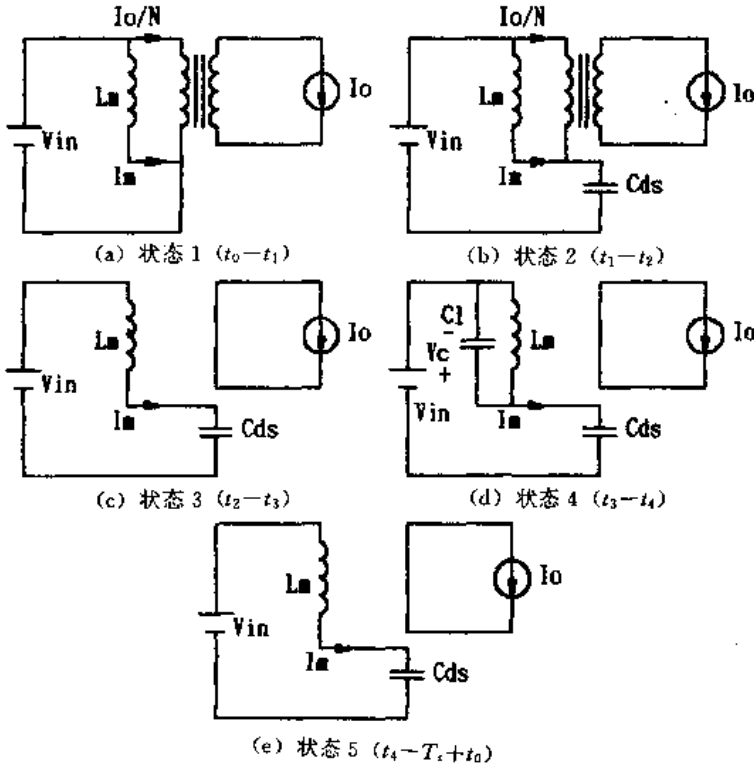 Io/N
Lm
Io
Vin
Im
(a) 状态1 (t₀—t₁)
Io/N
Lm
Io
Vin
Im
Cds
(b) 状态2 (t₁—t₂)
Lm
Io
Vin
Im
Cds
(c) 状态3 (t₂—t₃)
C1
−
Vc
+
Lm
Io
Vin
Im
Cds
(d) 状态4 (t₃—t₄)
Lm
Io
Vin
Im
Cds
(e) 状态5 (t₄—Tₛ+t₀)